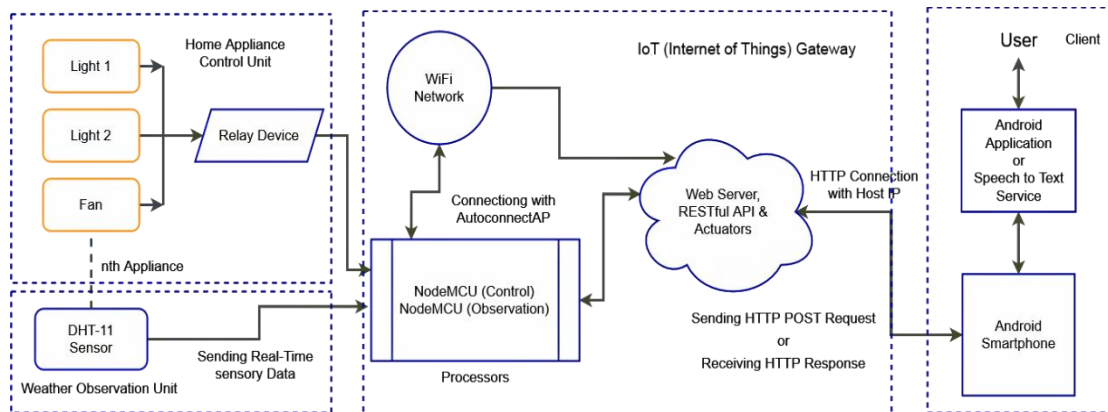 Home Appliance
Control Unit
Light 1
Light 2
Fan
Relay Device
nth Appliance
DHT-11
Sensor
Weather Observation Unit
Sending Real-Time
sensory Data
IoT (Internet of Things) Gateway
WiFi
Network
Connectiong with
AutoconnectAP
NodeMCU (Control)
NodeMCU (Observation)
Processors
Web Server,
RESTful API &
Actuators
HTTP Connection
with Host IP
Sending HTTP POST Request
or
Receiving HTTP Response
User
Client
Android
Application
or
Speech to Text
Service
Android
Smartphone